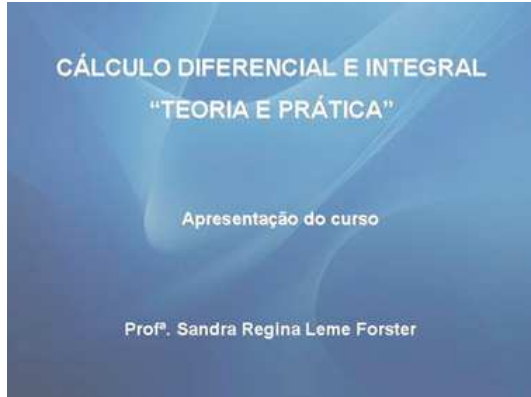 CÁLCULO DIFERENCIAL E INTEGRAL
“TEORIA E PRÁTICA”
Apresentação do curso
Profª. Sandra Regina Leme Forster